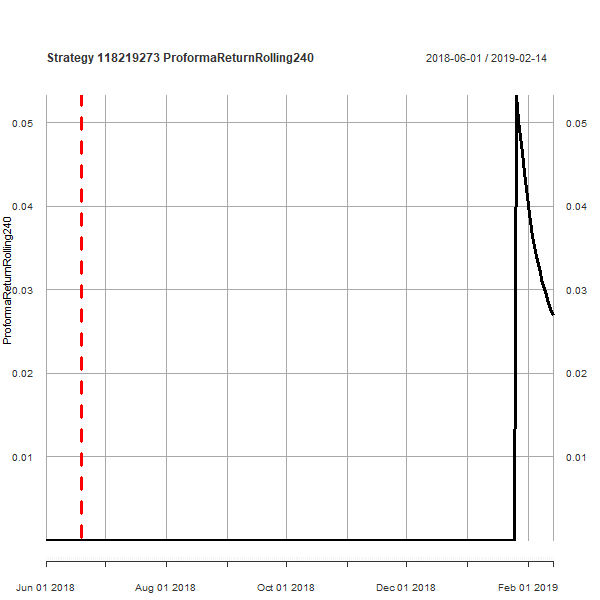 Strategy 118219273 ProformaReturnRolling240
2018-06-01 / 2019-02-14
ProformaReturnRolling240
0.05
0.04
0.03
0.02
0.01
0.05
0.04
0.03
0.02
0.01
Jun 01 2018
Aug 01 2018
Oct 01 2018
Dec 01 2018
Feb 01 2019